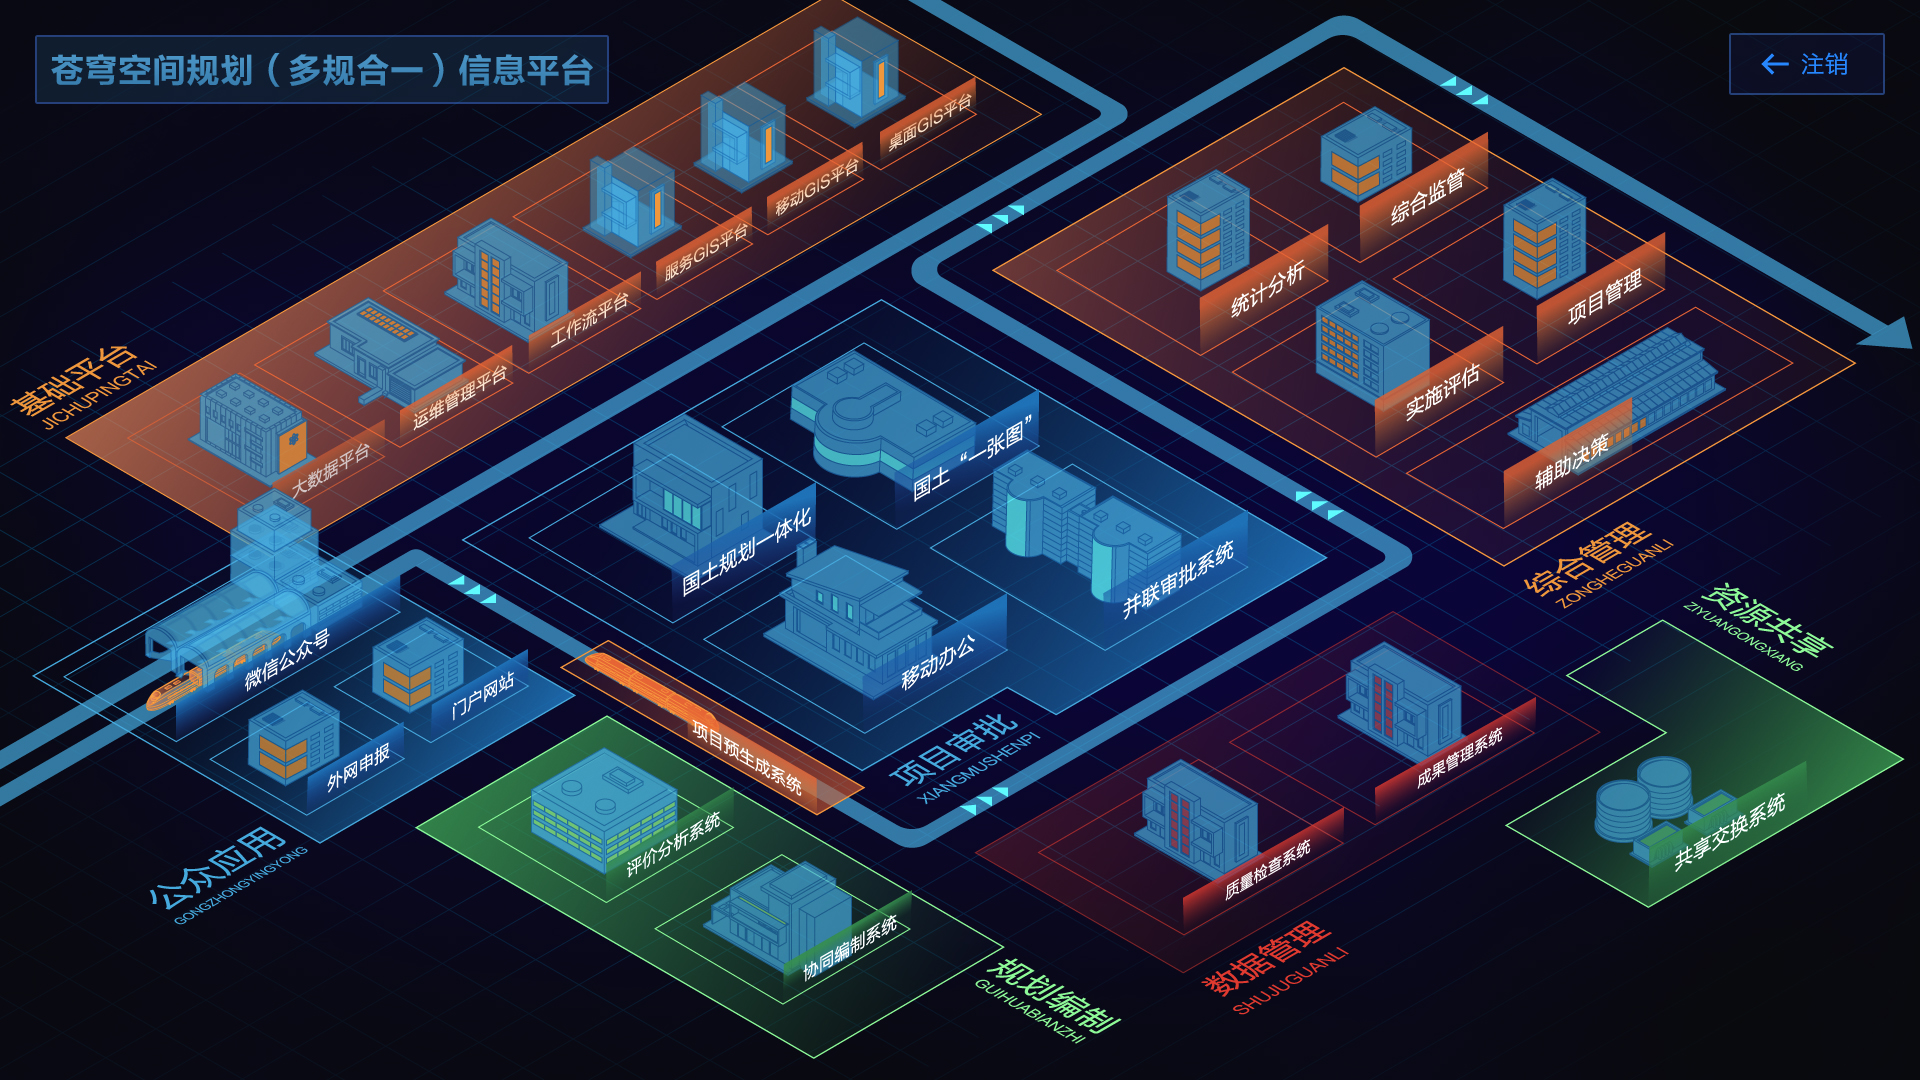 苍穹空间规划（多规合一）信息平台
注销
桌面GIS平台
移动GIS平台
服务GIS平台
工作流平台
运维管理平台
大数据平台
基础平台
JICHUPINGTAI
综合监管
统计分析
项目管理
实施评估
辅助决策
综合管理
ZONGHEGUANLI
国土“一张图”
国土规划一体化
并联审批系统
移动办公
项目审批
XIANGMUSHENPI
微信公众号
门户网站
外网申报
公众应用
GONGZHONGYINGYONG
项目预生成系统
评价分析系统
协同编制系统
规划编制
GUIHUABIANZHI
成果管理系统
质量检查系统
数据管理
SHUJUGUANLI
资源共享
ZIYUANGONGXIANG
共享交换系统